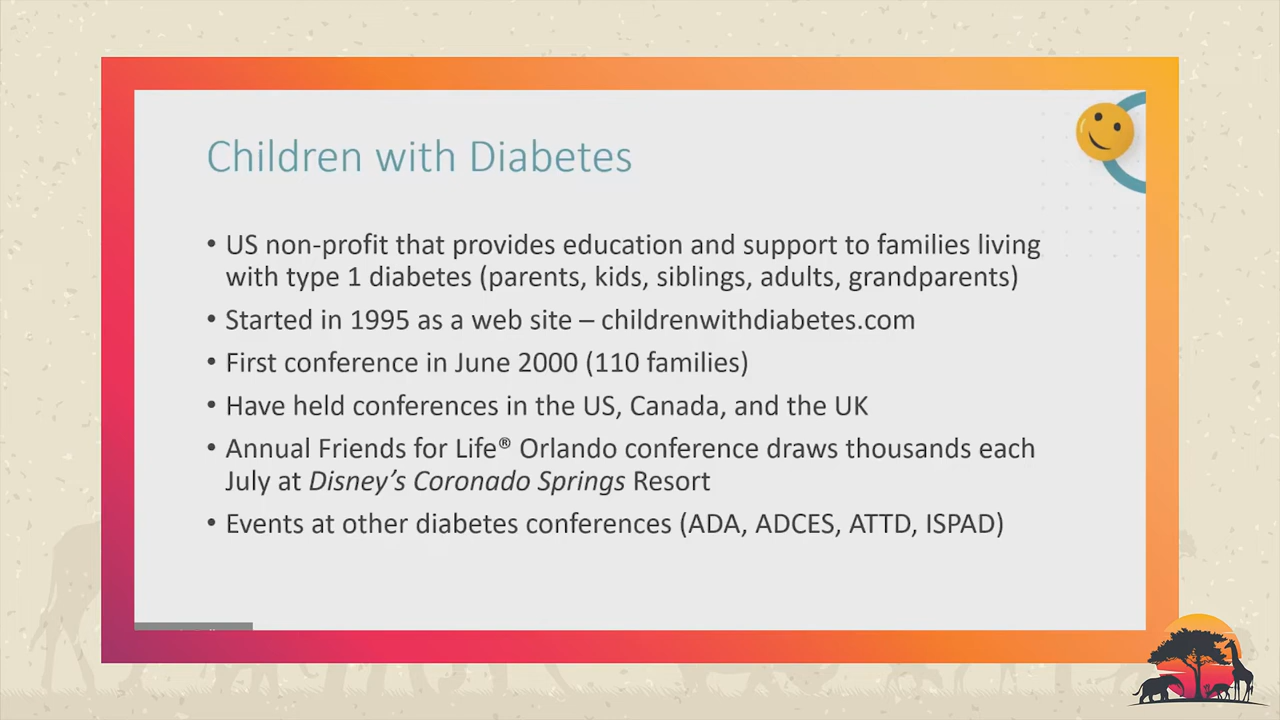 Children with Diabetes
• US non-profit that provides education and support to families living
with type 1 diabetes (parents, kids, siblings, adults, grandparents)
• Started in 1995 as a web site – childrenwithdiabetes.com
• First conference in June 2000 (110 families)
• Have held conferences in the US, Canada, and the UK
• Annual Friends for Life® Orlando conference draws thousands each
July at Disney’s Coronado Springs Resort
• Events at other diabetes conferences (ADA, ADCES, ATTD, ISPAD)